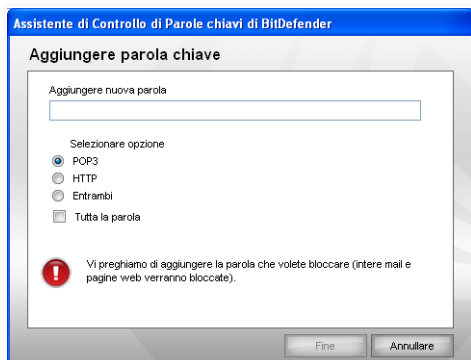 Assistente di Controllo di Parole chiavi di BitDefender
Aggiungere parola chiave
Aggiungere nuova parola
Selezionare opzione
POP3
HTTP
Entrambi
Tutta la parola
Vi preghiamo di aggiungere la parola che volete bloccare (intere mail e
pagine web verranno bloccate).
Fine
Annullare